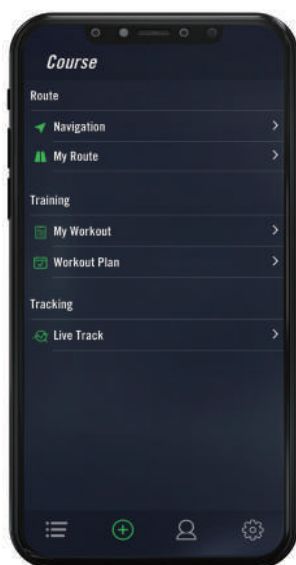 Course
Route
Navigation
My Route
Training
My Workout
Workout Plan
Tracking
Live Track